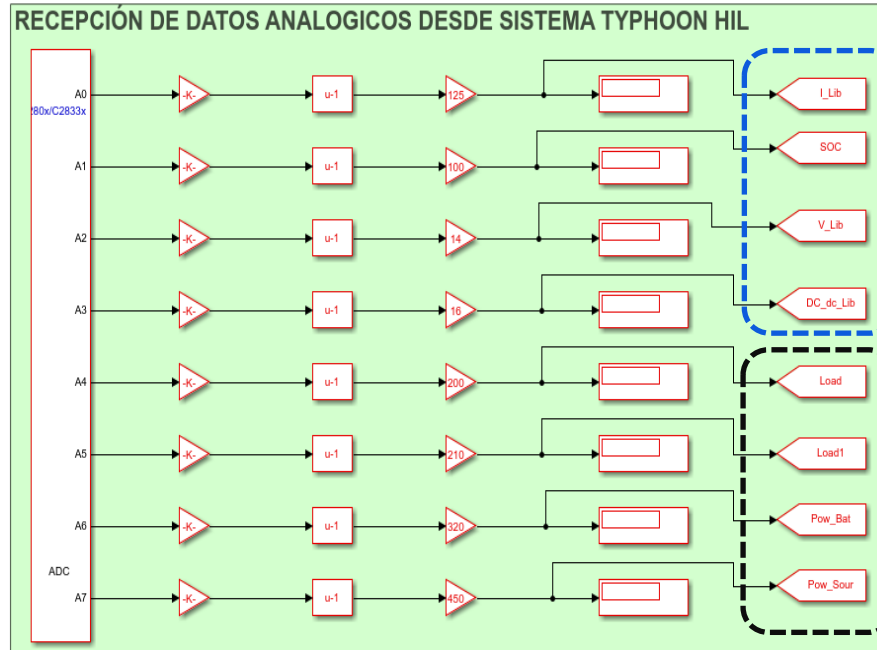 RECEPCIÓN DE DATOS ANALOGICOS DESDE SISTEMA TYPHOON HIL
A0 -K- u-1 125 I_Lib
280x/C2833x
A1 -K- u-1 100 SOC
A2 -K- u-1 14 V_Lib
A3 -K- u-1 16 DC_dc_Lib
A4 -K- u-1 200 Load
A5 -K- u-1 210 Load1
A6 -K- u-1 320 Pow_Bat
ADC
A7 -K- u-1 450 Pow_Sour